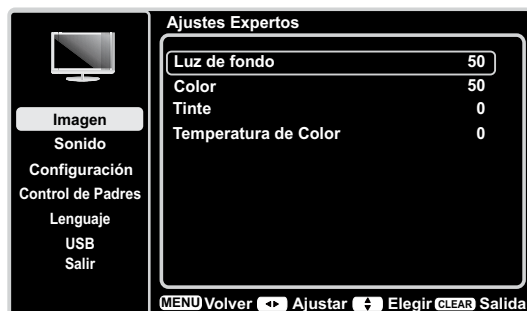 Ajustes Expertos
Luz de fondo 50
Color 50
Tinte 0
Temperatura de Color 0
Imagen
Sonido
Configuración
Control de Padres
Lenguaje
USB
Salir
MENU Volver Ajustar Elegir CLEAR Salida